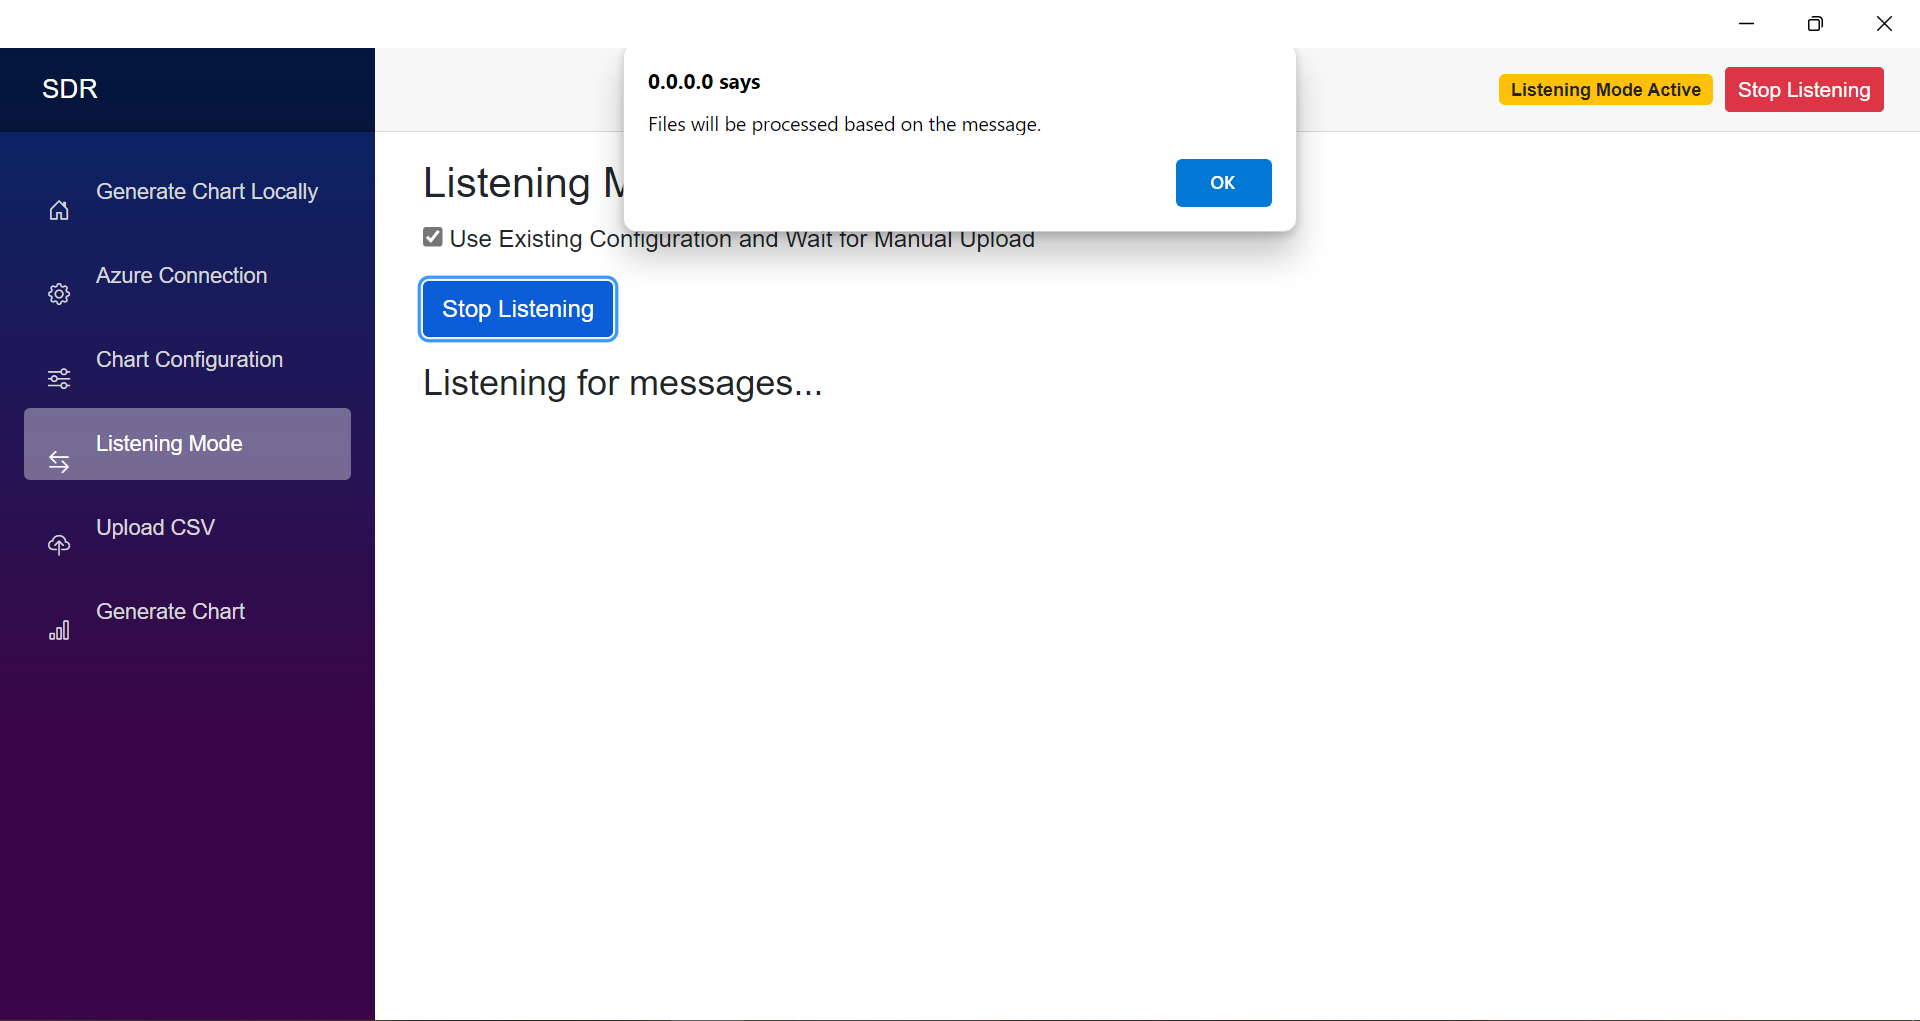 SDR
Generate Chart Locally
Azure Connection
Chart Configuration
Listening Mode
Upload CSV
Generate Chart
0.0.0.0 says
Files will be processed based on the message.
OK
Listening Mode Active
Stop Listening
Listening
Use Existing Configuration and Wait for Manual Upload
Stop Listening
Listening for messages...